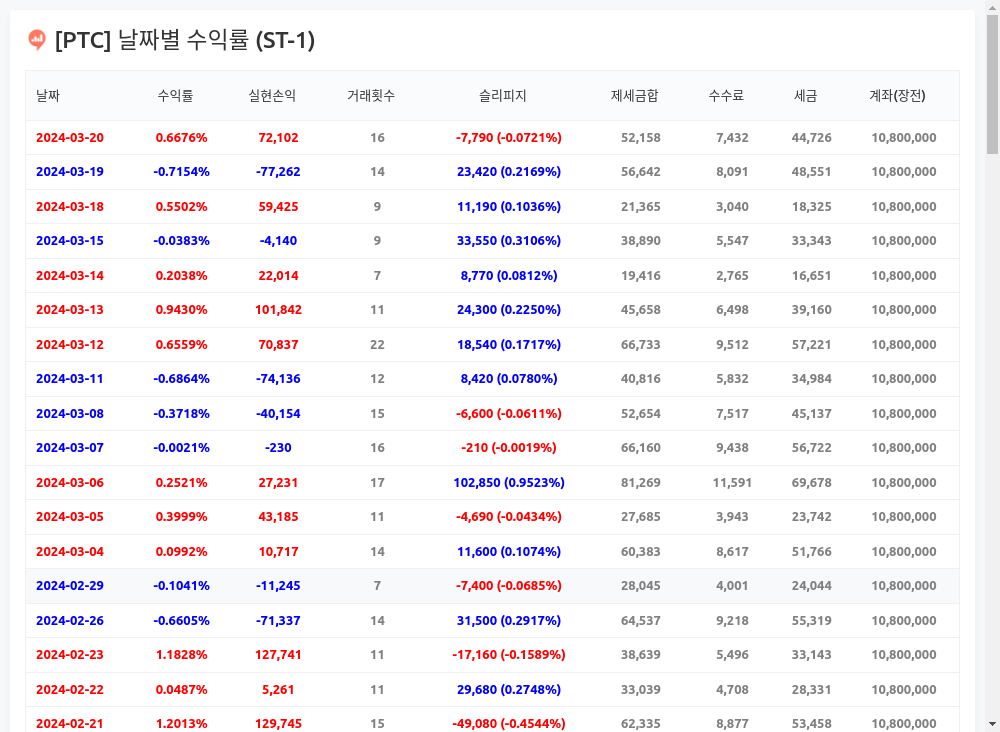 [PTC] 날짜별 수익률 (ST-1)
날짜 수익률 실현손익 거래횟수 슬리피지 제세금합 수수료 세금 계좌(장전)
2024-03-20 0.6676% 72,102 16 -7,790 (-0.0721%) 52,158 7,432 44,726 10,800,000
2024-03-19 -0.7154% -77,262 14 23,420 (0.2169%) 56,642 8,091 48,551 10,800,000
2024-03-18 0.5502% 59,425 9 11,190 (0.1036%) 21,365 3,040 18,325 10,800,000
2024-03-15 -0.0383% -4,140 9 33,550 (0.3106%) 38,890 5,547 33,343 10,800,000
2024-03-14 0.2038% 22,014 7 8,770 (0.0812%) 19,416 2,765 16,651 10,800,000
2024-03-13 0.9430% 101,842 11 24,300 (0.2250%) 45,658 6,498 39,160 10,800,000
2024-03-12 0.6559% 70,837 22 18,540 (0.1717%) 66,733 9,512 57,221 10,800,000
2024-03-11 -0.6864% -74,136 12 8,420 (0.0780%) 40,816 5,832 34,984 10,800,000
2024-03-08 -0.3718% -40,154 15 -6,600 (-0.0611%) 52,654 7,517 45,137 10,800,000
2024-03-07 -0.0021% -230 16 -210 (-0.0019%) 66,160 9,438 56,722 10,800,000
2024-03-06 0.2521% 27,231 17 102,850 (0.9523%) 81,269 11,591 69,678 10,800,000
2024-03-05 0.3999% 43,185 11 -4,690 (-0.0434%) 27,685 3,943 23,742 10,800,000
2024-03-04 0.0992% 10,717 14 11,600 (0.1074%) 60,383 8,617 51,766 10,800,000
2024-02-29 -0.1041% -11,245 7 -7,400 (-0.0685%) 28,045 4,001 24,044 10,800,000
2024-02-26 -0.6605% -71,337 14 31,500 (0.2917%) 64,537 9,218 55,319 10,800,000
2024-02-23 1.1828% 127,741 11 -17,160 (-0.1589%) 38,639 5,496 33,143 10,800,000
2024-02-22 0.0487% 5,261 11 29,680 (0.2748%) 33,039 4,708 28,331 10,800,000
2024-02-21 1.2013% 129,745 15 -49,080 (-0.4544%) 62,335 8,877 53,458 10,800,000